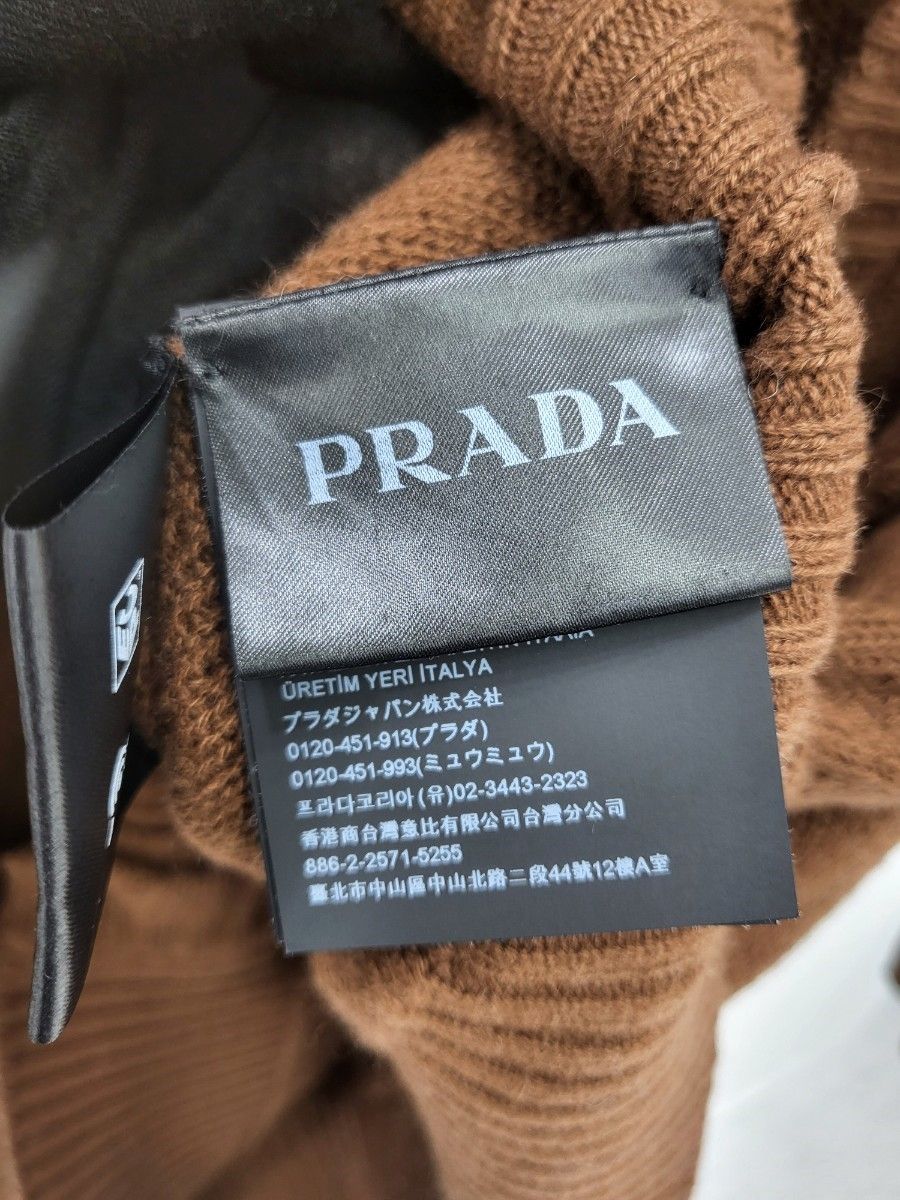 PRADA
ÜRETİM YERİ İTALYA
プラダジャパン株式会社
0120-451-913(プラダ)
0120-451-993(ミュウミュウ)
프라다코리아(유)02-3443-2323
香港商台灣意比有限公司台灣分公司
886-2-2571-5255
臺北市中山區中山北路二段44號12樓A室
EU